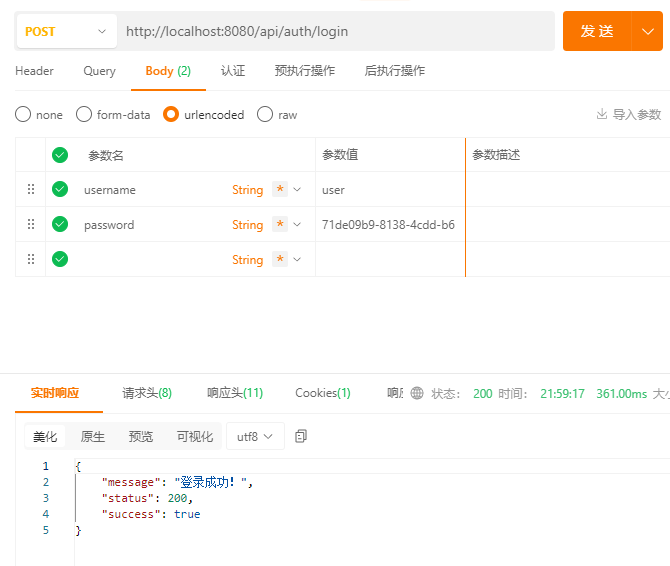 POST http://localhost:8080/api/auth/login 发 送
Header Query Body (2) 认证 预执行操作 后执行操作
none form-data urlencoded raw 导入参数
参数名 参数值 参数描述
username String * user
password String * 71de09b9-8138-4cdd-b6
String *
实时响应 请求头(8) 响应头(11) Cookies(1) 状态: 200 时间: 21:59:17 361.00ms
美化 原生 预览 可视化 utf8
1 {
2 "message": "登录成功! ",
3 "status": 200,
4 "success": true
5 }